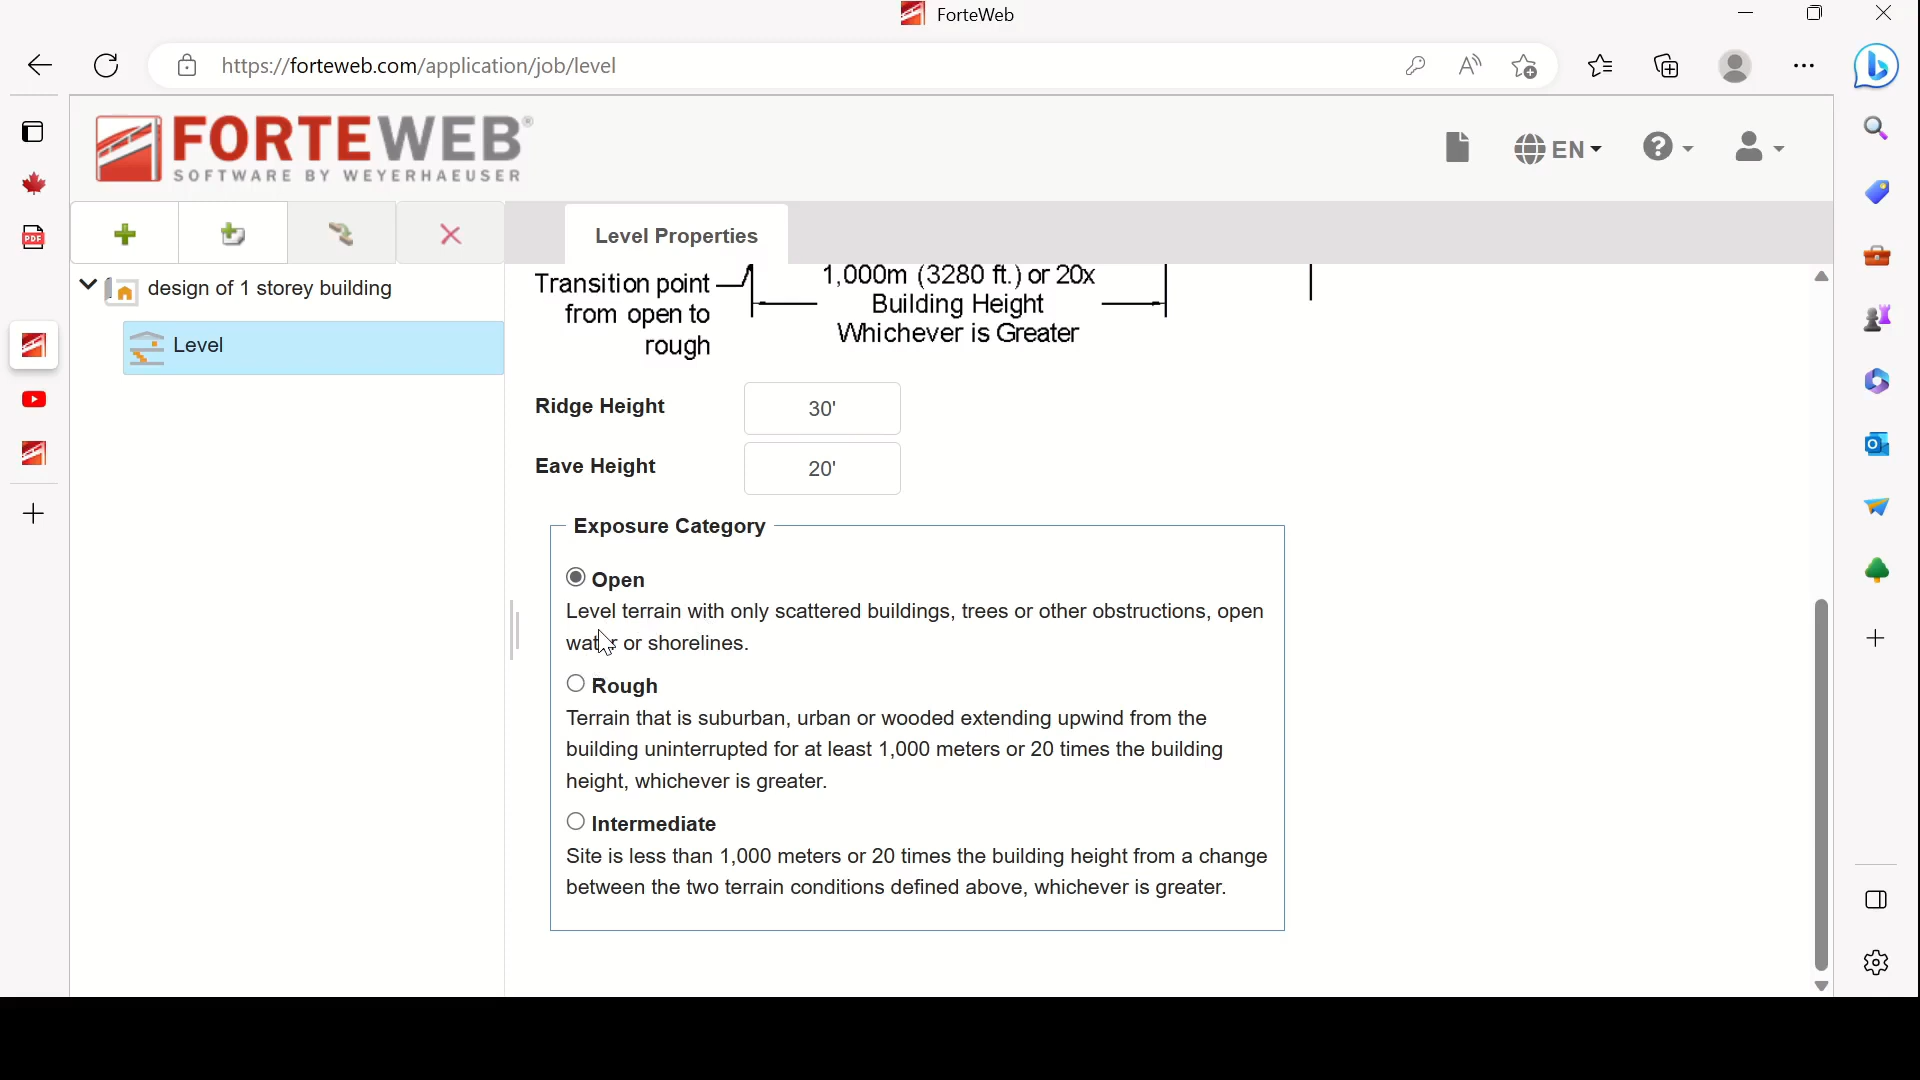 ForteWeb
https://forteweb.com/application/job/level
FORTEWEB®
SOFTWARE BY WEYERHAEUSER
EN
Level Properties
design of 1 storey building
Level
Transition point
from open to
rough
1,000m (3280 ft.) or 20x
Building Height
Whichever is Greater
Ridge Height
30'
Eave Height
20'
Exposure Category
Open
Level terrain with only scattered buildings, trees or other obstructions, open
water or shorelines.
Rough
Terrain that is suburban, urban or wooded extending upwind from the
building uninterrupted for at least 1,000 meters or 20 times the building
height, whichever is greater.
Intermediate
Site is less than 1,000 meters or 20 times the building height from a change
between the two terrain conditions defined above, whichever is greater.
PDF